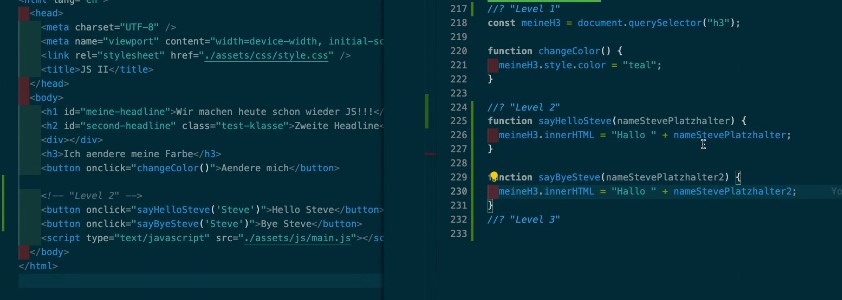 <html lang="en">
<head>
<meta charset="UTF-8" />
<meta name="viewport" content="width=device-width, initial-sc
<link rel="stylesheet" href="./assets/css/style.css" />
<title>JS II</title>
</head>
<body>
<h1 id="meine-headline">Wir machen heute schon wieder JS!!!</
<h2 id="second-headline" class="test-klasse">Zweite Headline<
<div></div>
<h3>Ich aendere meine Farbe</h3>
<button onclick="changeColor()">Aendere mich</button>
<!-- "Level 2" -->
<button onclick="sayHelloSteve('Steve')">Hello Steve</button>
<button onclick="sayByeSteve('Steve')">Bye Steve</button>
<script type="text/javascript" src="./assets/js/main.js"></sc
</body>
</html>
217 //? "Level 1"
218 const meineH3 = document.querySelector("h3");
219
220 function changeColor() {
221 meineH3.style.color = "teal";
222 }
223
224 //? "Level 2"
225 function sayHelloSteve(nameStevePlatzhalter) {
226 meineH3.innerHTML = "Hallo " + nameStevePlatzhalter;
227 }
228
229 function sayByeSteve(nameStevePlatzhalter2) {
230 meineH3.innerHTML = "Hallo " + nameStevePlatzhalter2; Yo
231 }
232 //? "Level 3"
233